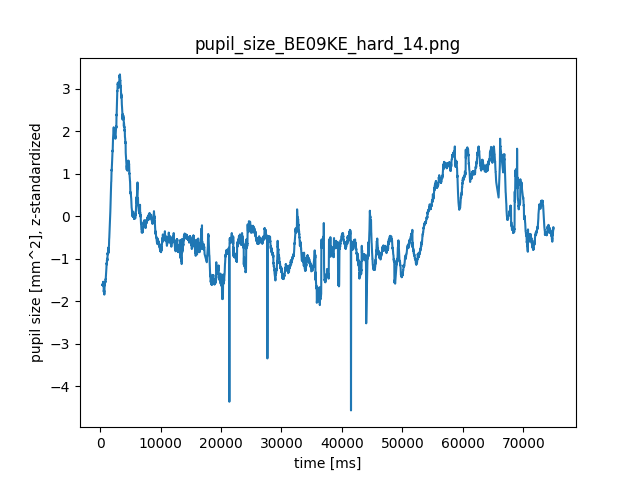 pupil_size_BE09KE_hard_14.png
pupil size [mm^2], z-standardized
3
2
1
0
−1
−2
−3
−4
0 10000 20000 30000 40000 50000 60000 70000
time [ms]